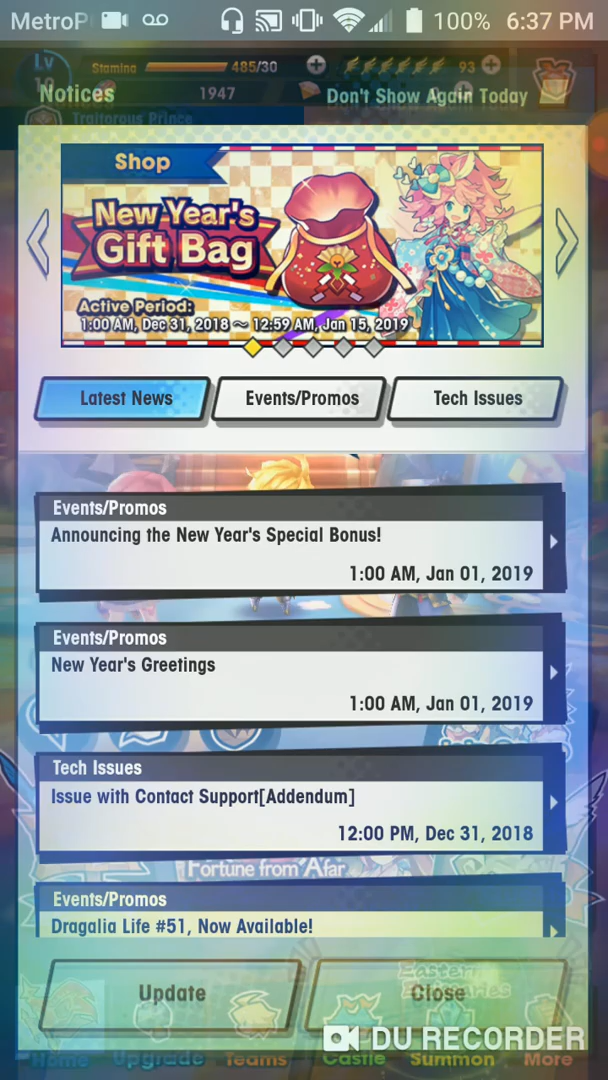 MetroP 100% 6:37 PM
Lv Stamina 485/30 93
10
Notices 1947 Don't Show Again Today
Traitorous Prince
Shop
New Year's
Gift Bag
Active Period:
1:00 AM, Dec 31, 2018 ～ 12:59 AM, Jan 15, 2019
Latest News Events/Promos Tech Issues
Events/Promos
Announcing the New Year's Special Bonus!
1:00 AM, Jan 01, 2019
Events/Promos
New Year's Greetings
1:00 AM, Jan 01, 2019
Tech Issues
Issue with Contact Support[Addendum]
12:00 PM, Dec 31, 2018
Fortune from Afar
Events/Promos
Dragalia Life #51, Now Available!
Eastern
Update Close
DU RECORDER
Home Upgrade Teams Castle Summon More